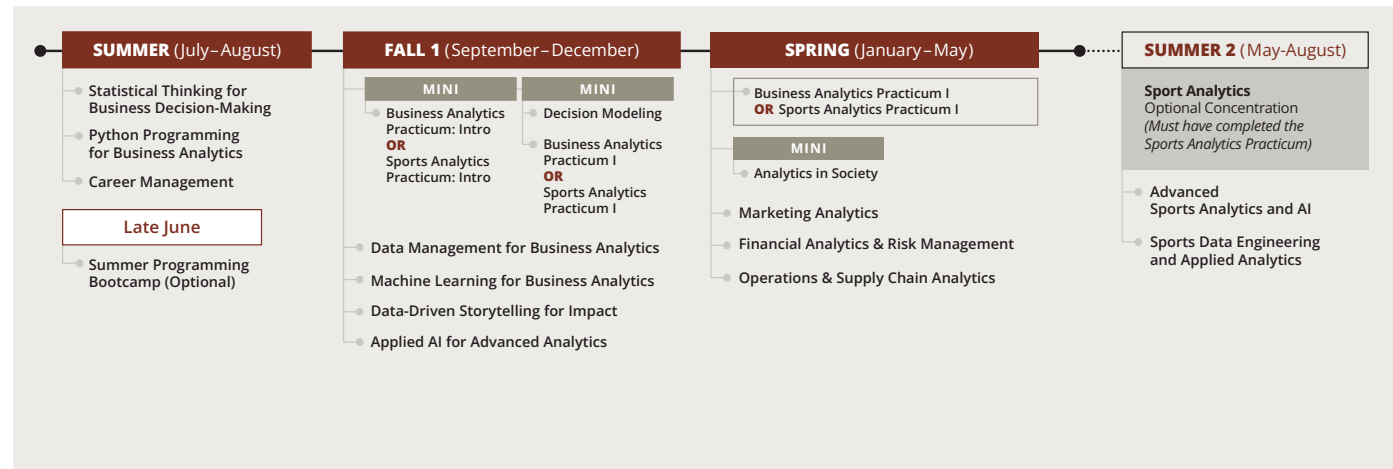 SUMMER (July–August)
Statistical Thinking for
Business Decision-Making
Python Programming
for Business Analytics
Career Management
Late June
Summer Programming
Bootcamp (Optional)
FALL 1 (September–December)
MINI
Business Analytics
Practicum: Intro
OR
Sports Analytics
Practicum: Intro
MINI
Decision Modeling
Business Analytics
Practicum I
OR
Sports Analytics
Practicum I
Data Management for Business Analytics
Machine Learning for Business Analytics
Data-Driven Storytelling for Impact
Applied AI for Advanced Analytics
SPRING (January–May)
Business Analytics Practicum I
OR Sports Analytics Practicum I
MINI
Analytics in Society
Marketing Analytics
Financial Analytics & Risk Management
Operations & Supply Chain Analytics
SUMMER 2 (May-August)
Sport Analytics
Optional Concentration
(Must have completed the
Sports Analytics Practicum)
Advanced
Sports Analytics and AI
Sports Data Engineering
and Applied Analytics